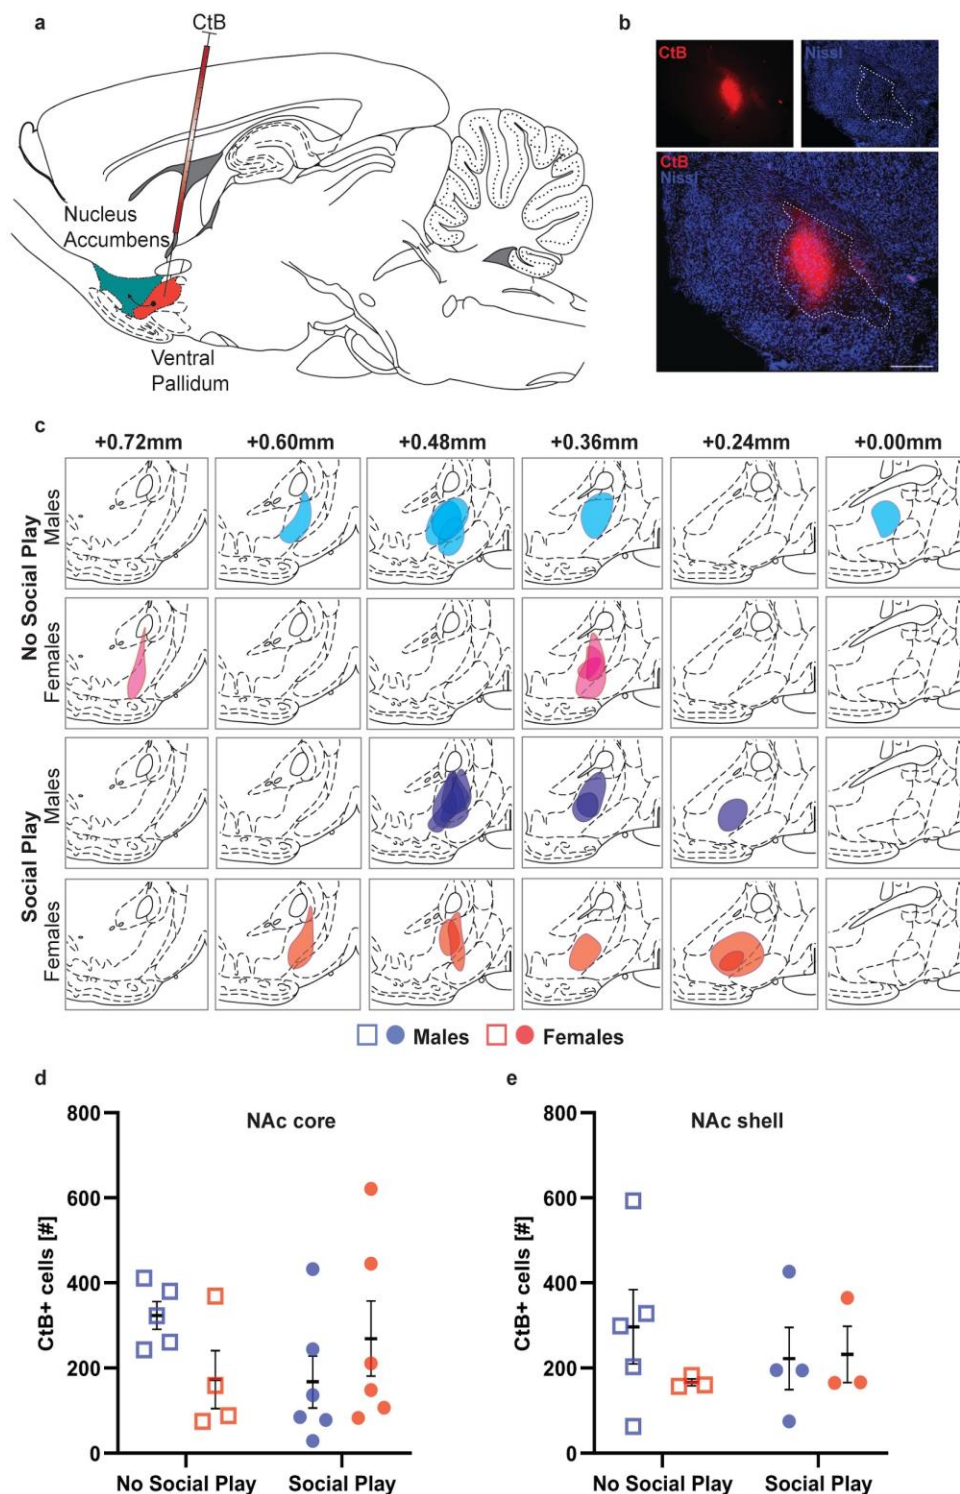 a
CtB
Nucleus
Accumbens
Ventral
Pallidum
b
CtB
Nissl
CtB
Nissl
c
+0.72mm +0.60mm +0.48mm +0.36mm +0.24mm +0.00mm
No Social Play
Males
Females
Social Play
Males
Females
Males Females
d
NAc core
CtB+ cells [#]
800
600
400
200
0
No Social Play Social Play
e
NAc shell
CtB+ cells [#]
800
600
400
200
0
No Social Play Social Play